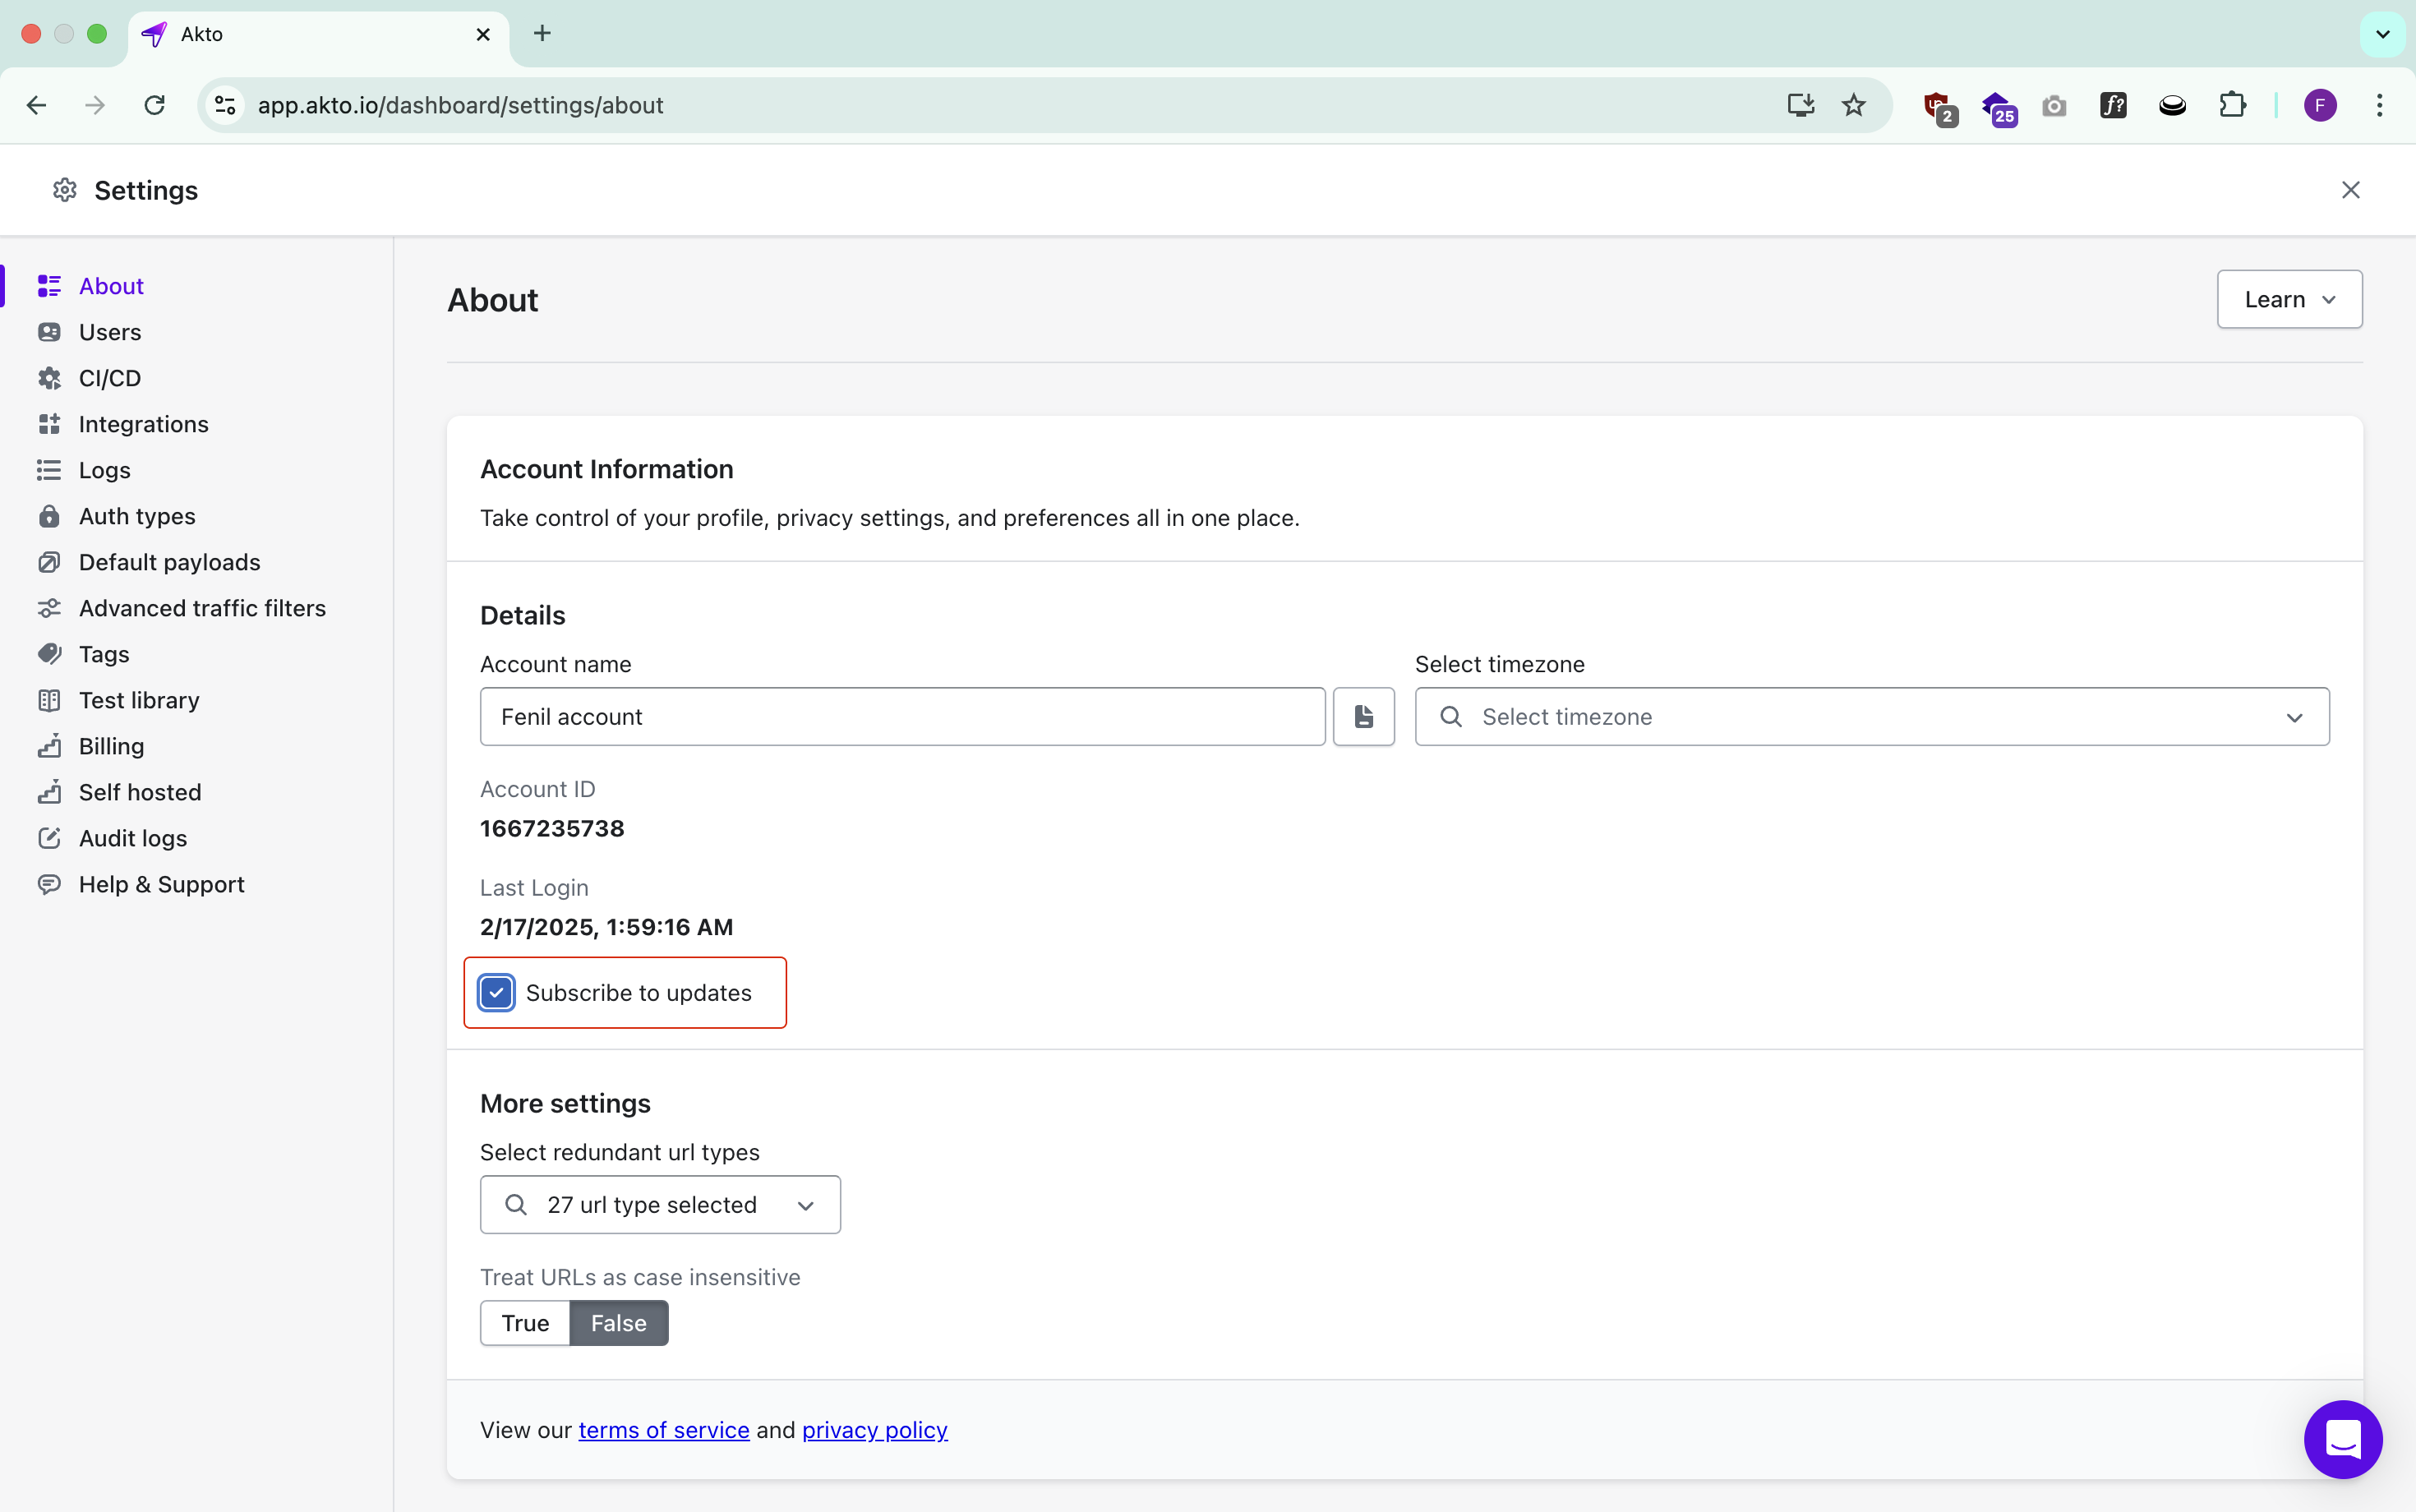 Akto
app.akto.io/dashboard/settings/about
2
25
f?
F
Settings
About
Users
CI/CD
Integrations
Logs
Auth types
Default payloads
Advanced traffic filters
Tags
Test library
Billing
Self hosted
Audit logs
Help & Support
About
Learn
Account Information
Take control of your profile, privacy settings, and preferences all in one place.
Details
Account name
Select timezone
Fenil account
Select timezone
Account ID
1667235738
Last Login
2/17/2025, 1:59:16 AM
Subscribe to updates
More settings
Select redundant url types
27 url type selected
Treat URLs as case insensitive
True False
View our terms of service and privacy policy